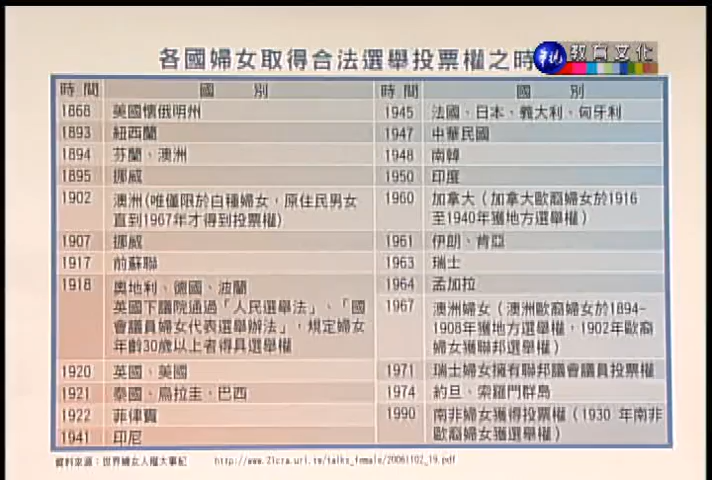 各國婦女取得合法選舉投票權之時
華視 教育文化
時間 國別
1868 美國懷俄明州
1893 紐西蘭
1894 芬蘭、澳洲
1895 挪威
1902 澳洲(唯僅限於白種婦女，原住民男女
直到1967年才得到投票權)
1907 挪威
1917 前蘇聯
1918 奧地利、德國、波蘭
英國下議院通過「人民選舉法」、「國
會議員婦女代表選舉辦法」，規定婦女
年齡30歲以上者得具選舉權
1920 英國、美國
1921 泰國、烏拉圭、巴西
1922 菲律賓
1941 印尼
時間 國別
1945 法國、日本、義大利、匈牙利
1947 中華民國
1948 南韓
1950 印度
1960 加拿大（加拿大歐裔婦女於1916
至1940年獲地方選舉權）
1961 伊朗、肯亞
1963 瑞士
1964 孟加拉
1967 澳洲婦女（澳洲歐裔婦女於1894-
1908年獲地方選舉權，1902年歐裔
婦女獲聯邦選舉權）
1971 瑞士婦女擁有聯邦議會議員投票權
1974 約旦、索羅門群島
1990 南非婦女獲得投票權（1930 年南非
歐裔婦女獲選舉權）
資料來源：世界婦女人權大事紀 http://www.21cra.url.tw/talks_female/20061102_19.pdf